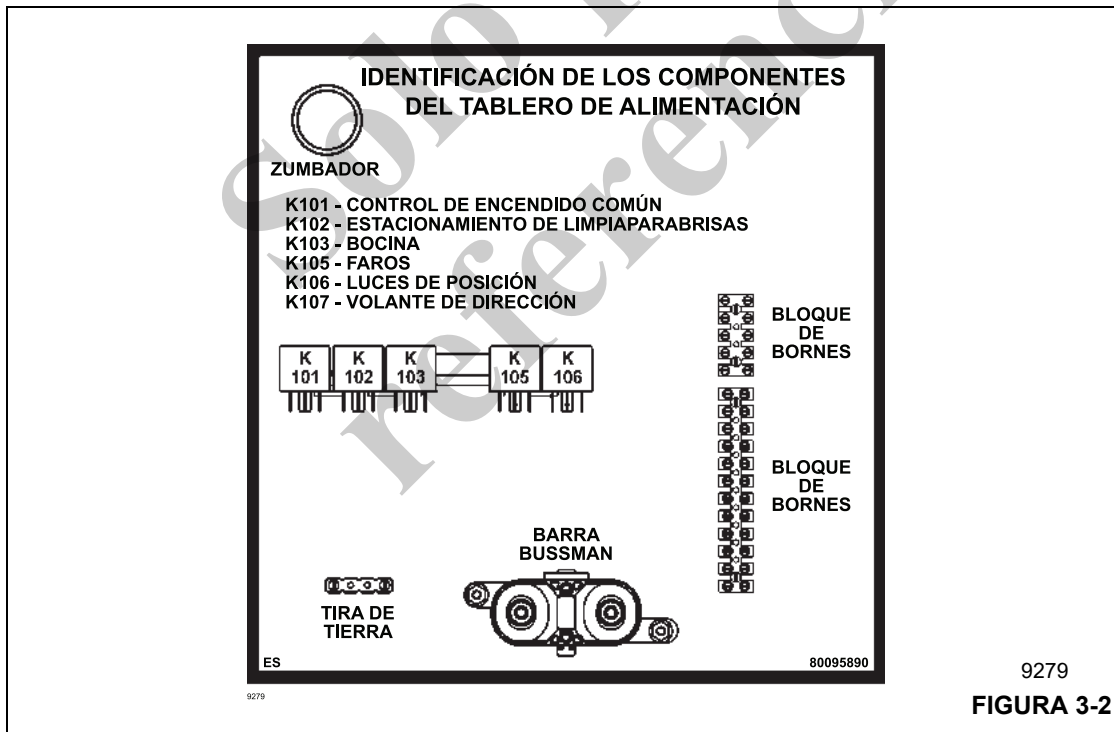 Solo
referenc
IDENTIFICACIÓN DE LOS COMPONENTES
DEL TABLERO DE ALIMENTACIÓN
ZUMBADOR
K101 - CONTROL DE ENCENDIDO COMÚN
K102 - ESTACIONAMIENTO DE LIMPIAPARABRISAS
K103 - BOCINA
K105 - FAROS
K106 - LUCES DE POSICIÓN
K107 - VOLANTE DE DIRECCIÓN
K
101
K
102
K
103
K
105
K
106
BLOQUE
DE
BORNES
BLOQUE
DE
BORNES
BARRA
BUSSMAN
TIRA DE
TIERRA
ES
80095890
9279
9279
FIGURA 3-2